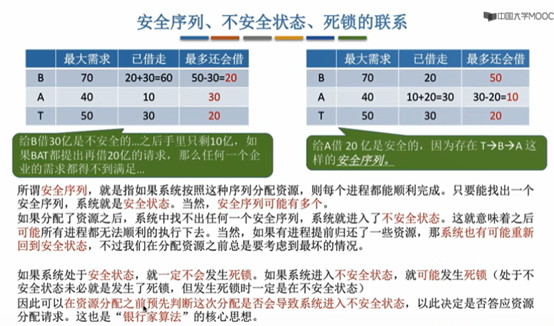 安全序列、不安全状态、死锁的联系
中国大学MOOC
最大需求 已借走 最多还会借
B 70 20+30=60 50-30=20
A 40 10 30
T 50 30 20
最大需求 已借走 最多还会借
B 70 20 50
A 40 10+20=30 30-20=10
T 50 30 20
给B借30亿是不安全的…之后手里只剩10亿，如
果BAT都提出再借20亿的请求，那么任何一个企
业的需求都得不到满足…
给A借 20 亿是安全的，因为存在 T→B→A 这
样的安全序列。
所谓安全序列，就是指如果系统按照这种序列分配资源，则每个进程都能顺利完成。只要能找出一个
安全序列，系统就是安全状态。当然，安全序列可能有多个。
如果分配了资源之后，系统中找不出任何一个安全序列，系统就进入了不安全状态。这就意味着之后
可能所有进程都无法顺利的执行下去。当然，如果有进程提前归还了一些资源，那系统也有可能重新
回到安全状态，不过我们在分配资源之前总是要考虑到最坏的情况。
如果系统处于安全状态，就一定不会发生死锁。如果系统进入不安全状态，就可能发生死锁（处于不
安全状态未必就是发生了死锁，但发生死锁时一定是在不安全状态）
因此可以在资源分配之前预先判断这次分配是否会导致系统进入不安全状态，以此决定是否答应资源
分配请求。这也是“银行家算法”的核心思想。